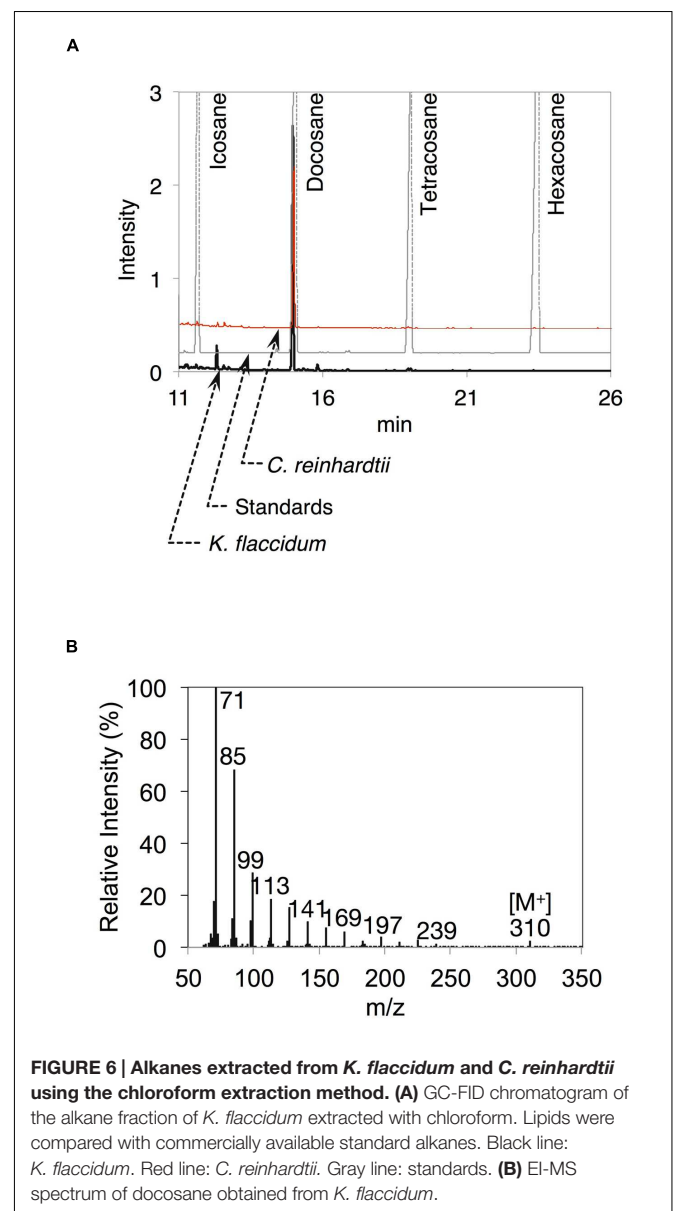 A
3
2
1
0
Intensity
Icosane
Docosane
Tetracosane
Hexacosane
11 16 21 26
min
C. reinhardtii
Standards
K. flaccidum
B
100
80
60
40
20
0
Relative Intensity (%)
71
85
99
113
141
169
197
239
[M+]
310
50 100 150 200 250 300 350
m/z
FIGURE 6 | Alkanes extracted from K. flaccidum and C. reinhardtii
using the chloroform extraction method. (A) GC-FID chromatogram of
the alkane fraction of K. flaccidum extracted with chloroform. Lipids were
compared with commercially available standard alkanes. Black line:
K. flaccidum. Red line: C. reinhardtii. Gray line: standards. (B) EI-MS
spectrum of docosane obtained from K. flaccidum.